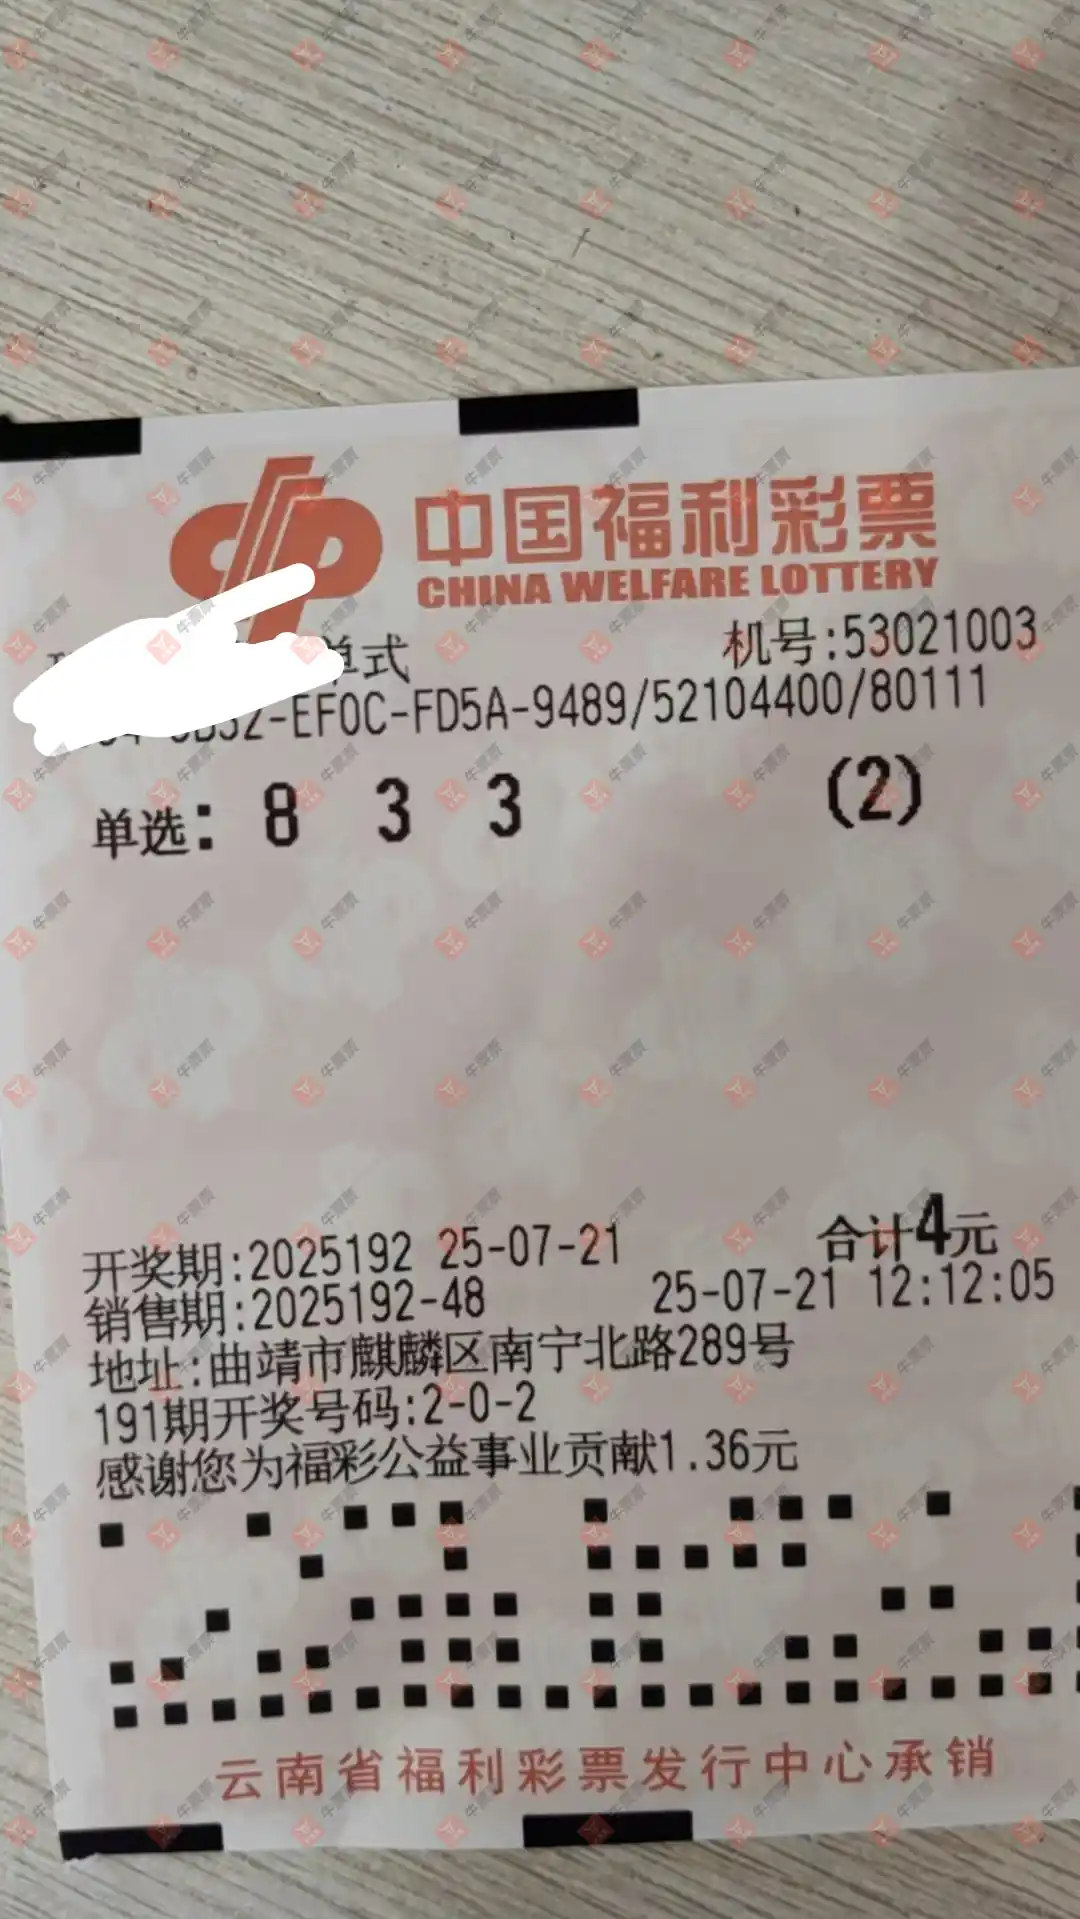 中国福利彩票
CHINA WELFARE LOTTERY
单式 机号:53021003
-EF0C-FD5A-9489/52104400/80111
单选: 8 3 3 (2)
开奖期:2025192 25-07-21 合计4元
销售期:2025192-48 25-07-21 12:12:05
地址:曲靖市麒麟区南宁北路289号
191期开奖号码:2-0-2
感谢您为福彩公益事业贡献1.36元
云南省福利彩票发行中心承销
牛票票